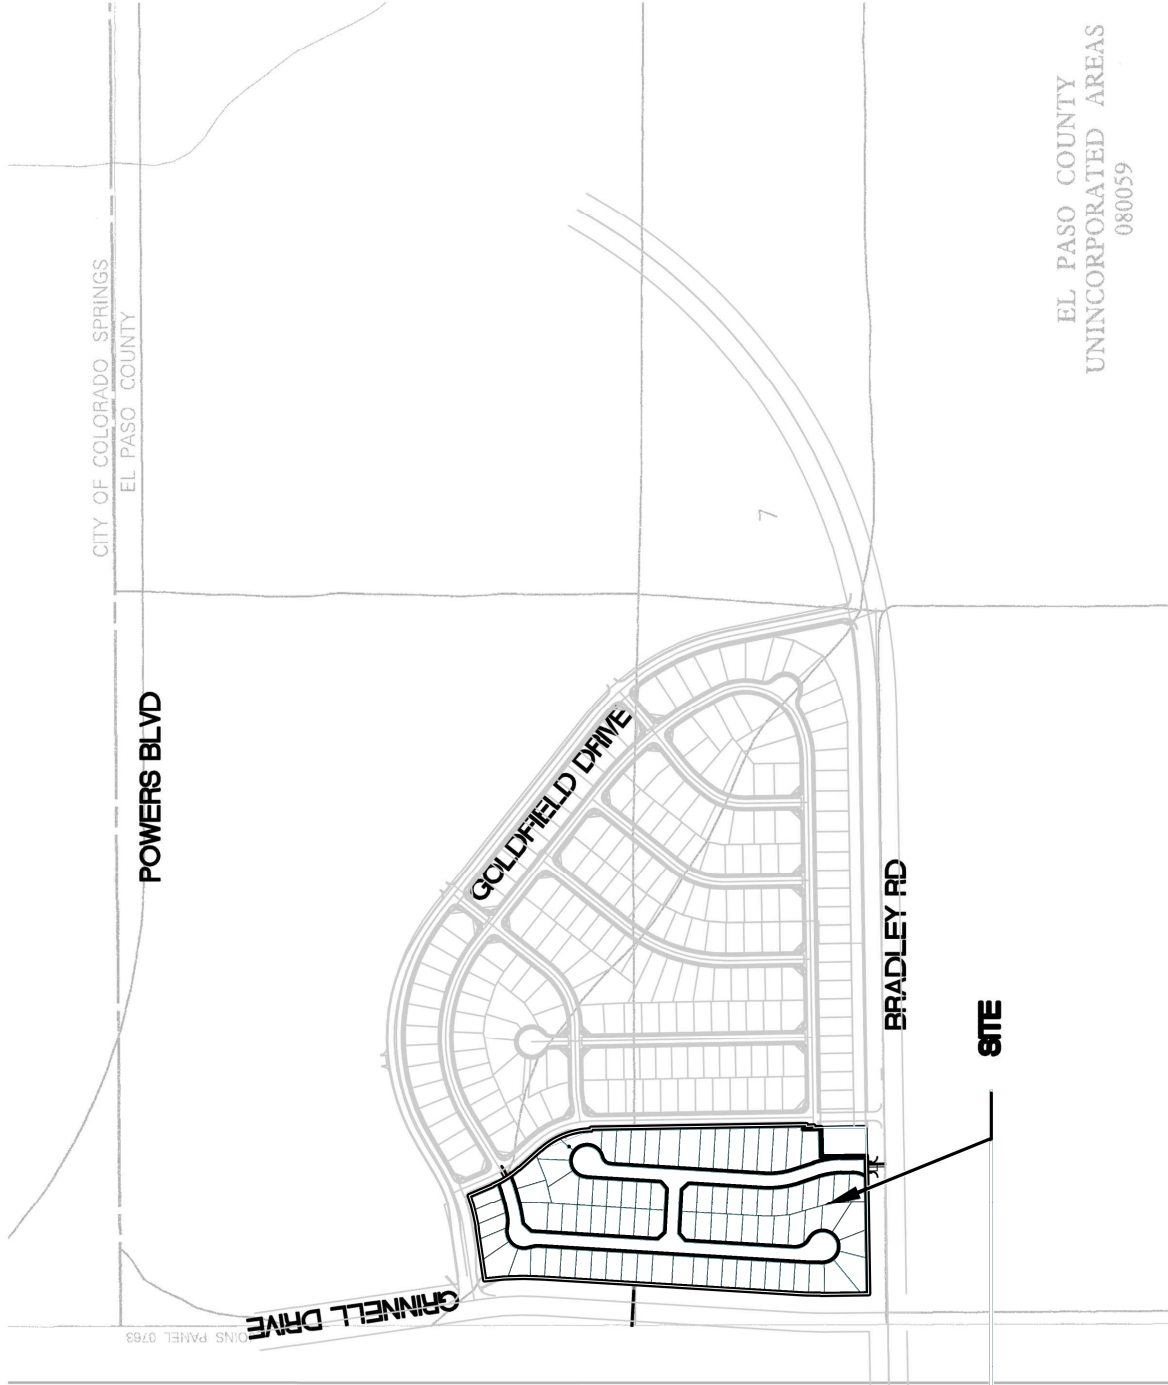 EL PASO COUNTY
UNINCORPORATED AREAS
080059
CITY OF COLORADO SPRINGS
EL PASO COUNTY
7
POWERS BLVD
GOLDFIELD DRIVE
BRADLEY RD
SITE
GRINNELL DRIVE
OINS PANEL 0763